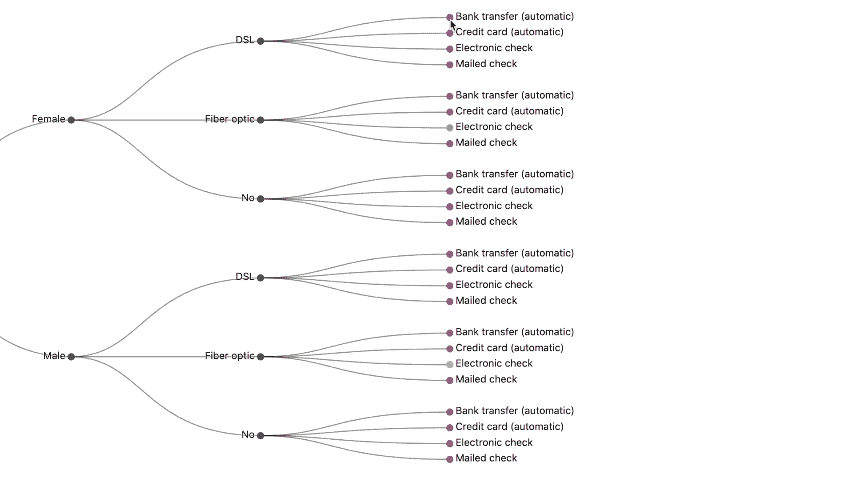 Female
DSL
Bank transfer (automatic)
Credit card (automatic)
Electronic check
Mailed check
Fiber optic
Bank transfer (automatic)
Credit card (automatic)
Electronic check
Mailed check
No
Bank transfer (automatic)
Credit card (automatic)
Electronic check
Mailed check
Male
DSL
Bank transfer (automatic)
Credit card (automatic)
Electronic check
Mailed check
Fiber optic
Bank transfer (automatic)
Credit card (automatic)
Electronic check
Mailed check
No
Bank transfer (automatic)
Credit card (automatic)
Electronic check
Mailed check